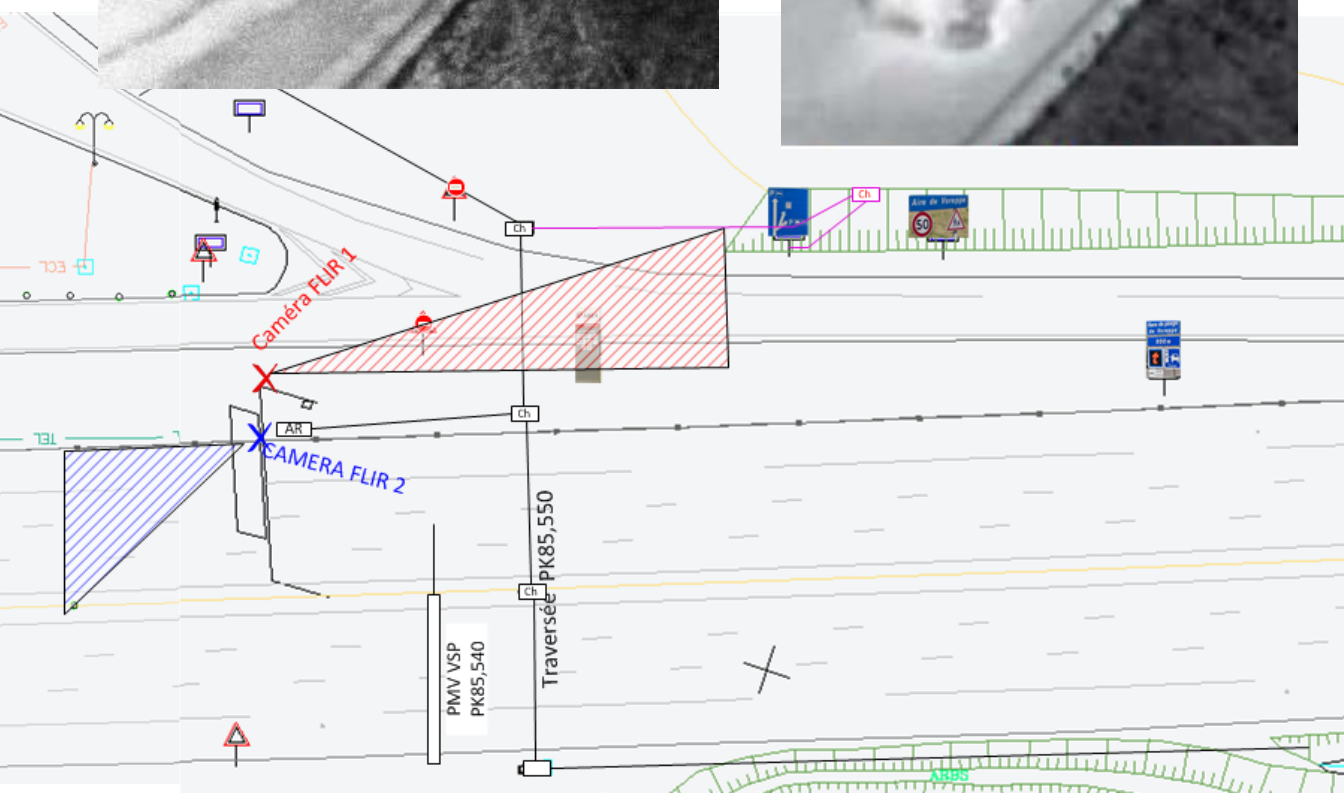 Ch
Aire de Voreppe
50
Ch
Caméra FLIR 1
ECL
TEL
Ch
AR
CAMERA FLIR 2
Traversée PK85,550
Ch
PMV VSP
PK85,540
ARBS